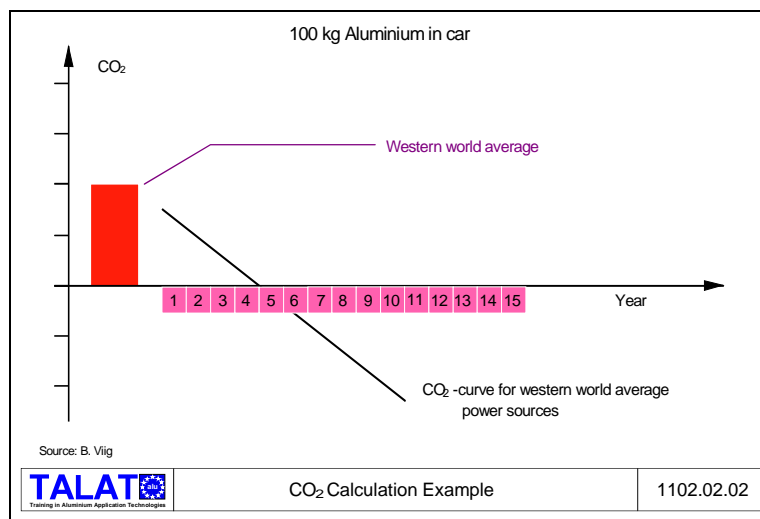 100 kg Aluminium in car
CO₂
Western world average
1 2 3 4 5 6 7 8 9 10 11 12 13 14 15
Year
CO₂ -curve for western world average
power sources
Source: B. Viig
TALAT
alu
Training in Aluminium Application Technologies
CO₂ Calculation Example
1102.02.02